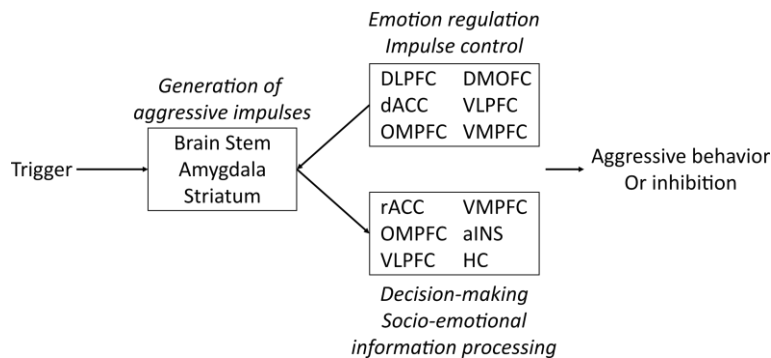 Emotion regulation
Impulse control
Generation of
aggressive impulses
DLPFC DMOFC
dACC VLPFC
OMPFC VMPFC
Trigger
Brain Stem
Amygdala
Striatum
Aggressive behavior
Or inhibition
rACC VMPFC
OMPFC aINS
VLPFC HC
Decision-making
Socio-emotional
information processing